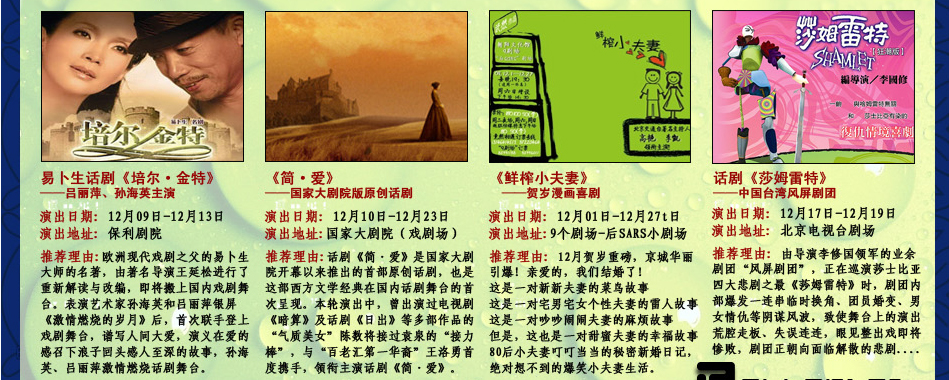 易卜生 名剧
培尔·金特
易卜生话剧《培尔·金特》
——吕丽萍、孙海英主演
演出日期：12月09日-12月13日
演出地址：保利剧院
推荐理由：欧洲现代戏剧之父的易卜生
大师的名著，由著名导演王延松进行了
重新解读与改编，即将搬上国内戏剧舞
台。表演艺术家孙海英和吕丽萍银屏
《激情燃烧的岁月》后，首次联手登上
戏剧舞台，谱写人间大爱，演义在爱的
感召下浪子回头感人至深的故事，孙海
英、吕丽萍激情燃烧话剧舞台。
《简·爱》
——国家大剧院版原创话剧
演出日期：12月10日-12月23日
演出地址：国家大剧院（戏剧场）
推荐理由：话剧《简·爱》是国家大剧
院开幕以来推出的首部原创话剧，也是
这部西方文学经典在国内话剧舞台的首
次呈现。本轮演出中，曾出演过电视剧
《暗算》及话剧《日出》等多部作品的
“气质美女”陈数将接过袁泉的“接力
棒”，与“百老汇第一华裔”王洛勇首
度携手，领衔主演话剧《简·爱》。
鲜榨小夫妻
《鲜榨小夫妻》
——贺岁漫画喜剧
演出日期：12月01日-12月27t日
演出地址：9个剧场-后SARS小剧场
推荐理由：12月贺岁重磅，京城华丽
引爆！亲爱的，我们结婚了！
这是一对新新夫妻的菜鸟故事
这是一对宅男宅女个性夫妻的雷人故事
这是一对吵吵闹闹夫妻的麻烦故事
但是，这也是一对甜蜜夫妻的幸福故事
80后小夫妻叮叮当当的秘密新婚日记，
绝对想不到的爆笑小夫妻生活。
莎姆雷特
【狂潮版】
SHAMLET
編導演／李國修
一齣 與哈姆雷特無關
和 莎士比亞有染的
復仇情境喜劇
话剧《莎姆雷特》
——中国台湾风屏剧团
演出日期：12月17日-12月19日
演出地址：北京电视台剧场
推荐理由：由导演李修国领军的业余
剧团“风屏剧团”，正在巡演莎士比亚
四大悲剧之最《莎姆雷特》时，剧团内
部爆发一连串临时换角、团员婚变、男
女情仇等阴谋风波，致使舞台上的演出
荒腔走板、失误连连，眼见整出戏即将
惨败，剧团正朝向面临解散的悲剧....